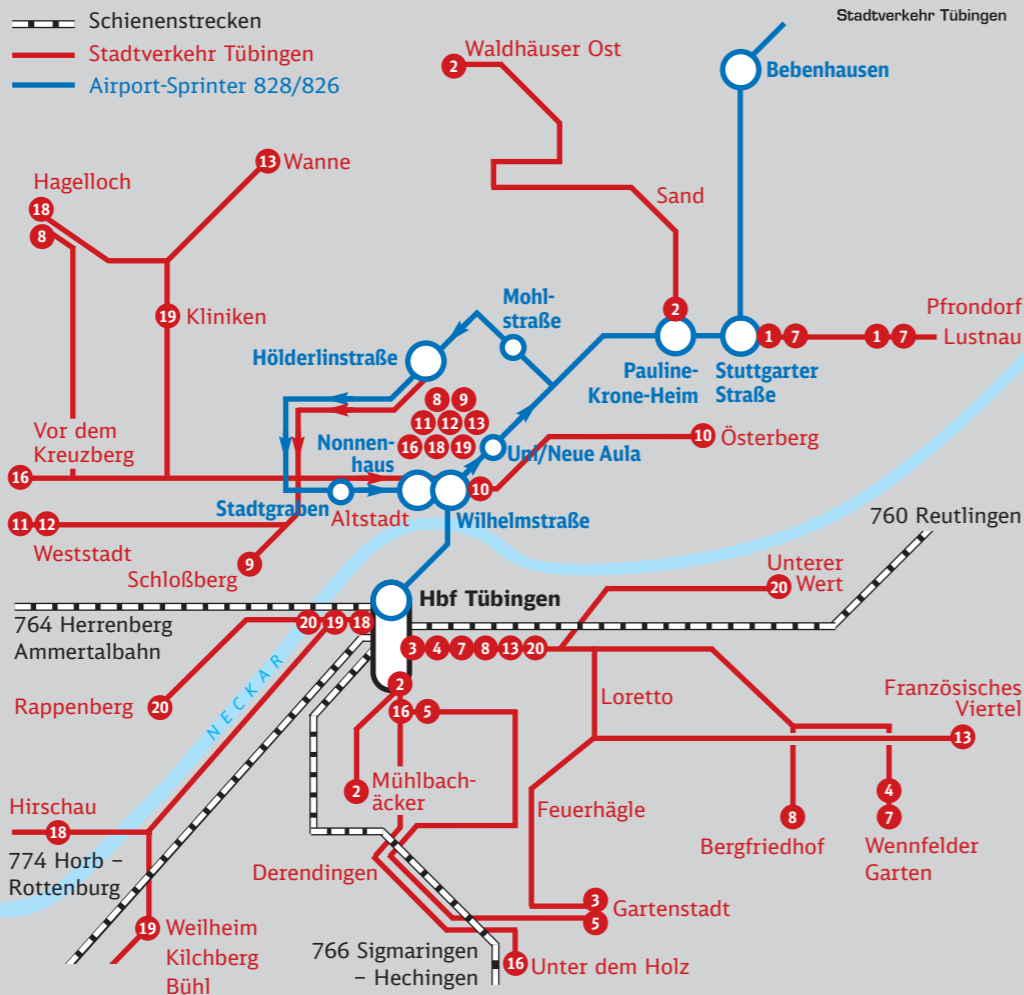 Schienenstrecken
Stadtverkehr Tübingen
Airport-Sprinter 828/826
Stadtverkehr Tübingen
2
Waldhäuser Ost
Bebenhausen
13
Wanne
Hagelloch
18
8
Sand
19
Kliniken
Mohl-
straße
2
Pfrondorf
Lustnau
1 7
1 7
Hölderlinstraße
Pauline-
Krone-Heim
Stuttgarter
Straße
8 9
11 12 13
16 18 19
Vor dem
Kreuzberg
16
Nonnen-
haus
Uni/Neue Aula
10
Österberg
10
Stadtgraben
Altstadt
Wilhelmstraße
11 12
Weststadt
Schloßberg
9
760 Reutlingen
Unterer
Wert
20
Hbf Tübingen
764 Herrenberg
Ammertalbahn
20 19 18
3 4 7 8 13 20
Rappenberg
20
NECKAR
2
16 5
Loretto
Französisches
Viertel
13
2
Mühlbach-
äcker
Feuerhägle
4
7
8
Bergfriedhof
Wennfelder
Garten
Hirschau
18
774 Horb –
Rottenburg
Derendingen
3
5
Gartenstadt
19
Weilheim
Kilchberg
Bühl
766 Sigmaringen
– Hechingen
16
Unter dem Holz